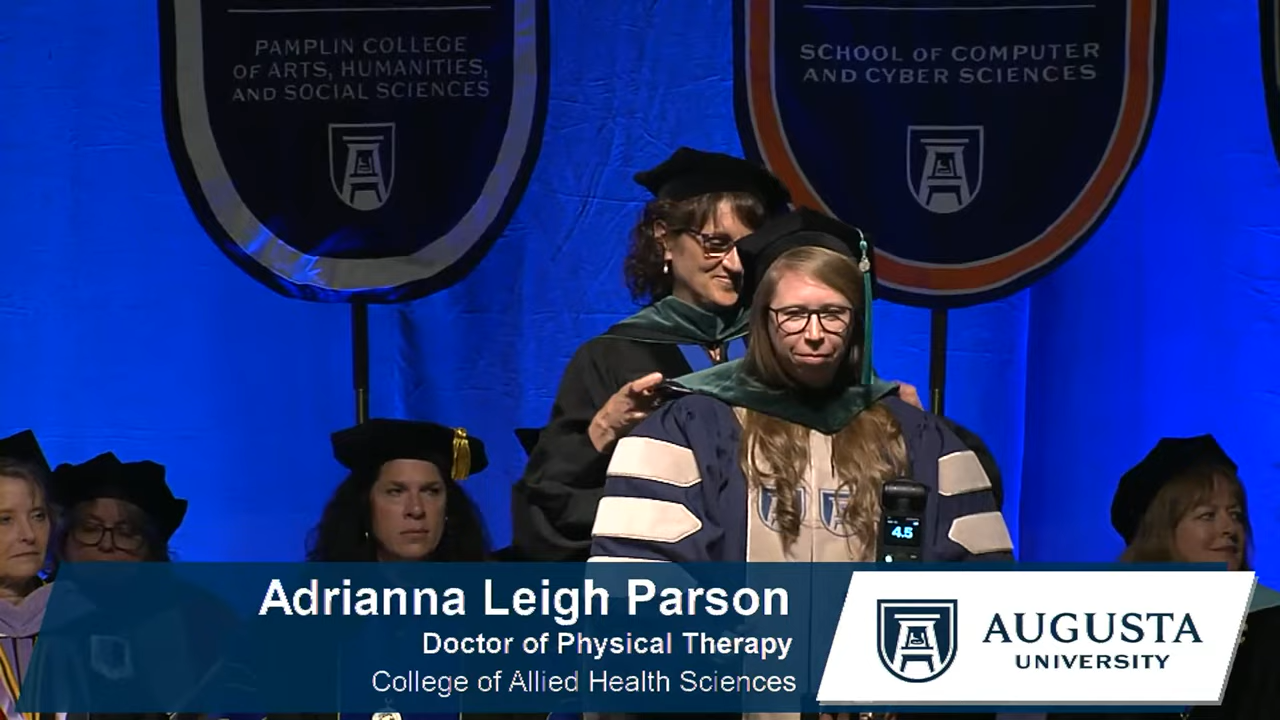 PAMPLIN COLLEGE
OF ARTS, HUMANITIES,
AND SOCIAL SCIENCES
SCHOOL OF COMPUTER
AND CYBER SCIENCES
4.5
Adrianna Leigh Parson
Doctor of Physical Therapy
College of Allied Health Sciences
AUGUSTA
UNIVERSITY